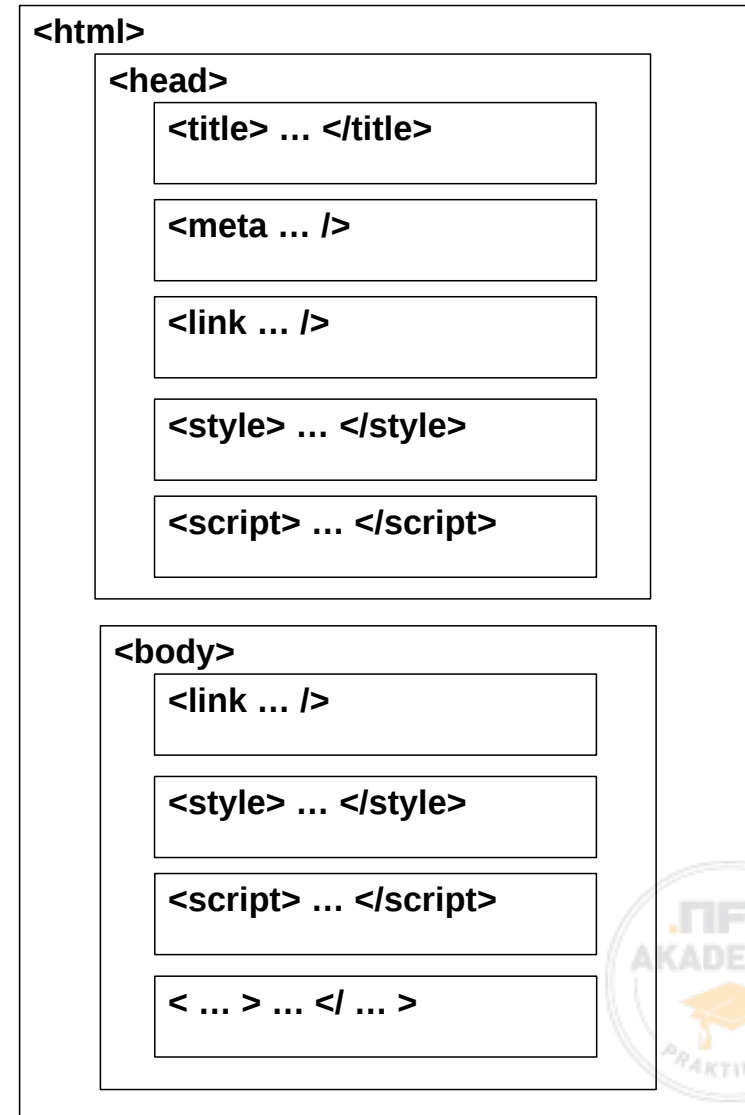 <html>
<head>
<title> … </title>
<meta … />
<link … />
<style> … </style>
<script> … </script>
<body>
<link … />
<style> … </style>
<script> … </script>
< … > … </ … >